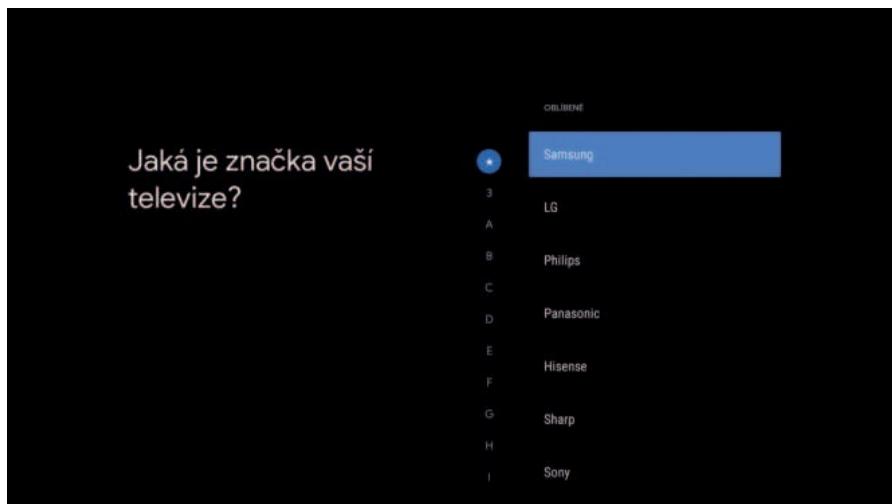 Jaká je značka vaší
televize?
★
3
A
B
C
D
E
F
G
H
I
OBLÍBENÉ
Samsung
LG
Philips
Panasonic
Hisense
Sharp
Sony